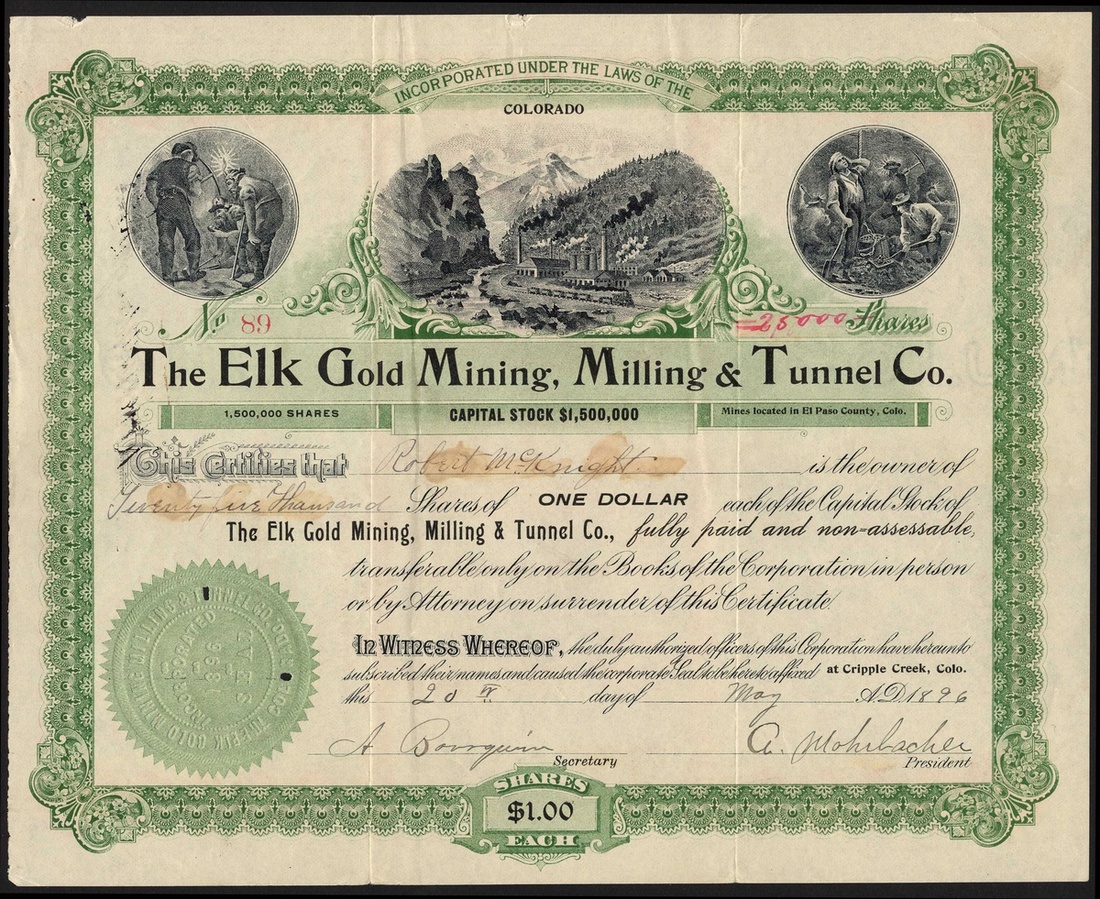 INCORPORATED UNDER THE LAWS OF THE
COLORADO
No 89
=25000= Shares
The Elk Gold Mining, Milling & Tunnel Co.
1,500,000 SHARES
CAPITAL STOCK $1,500,000
Mines located in El Paso County, Colo.
This Certifies that Robert McKnight is the owner of
Twenty five Thousand Shares of ONE DOLLAR each of the Capital Stock of
The Elk Gold Mining, Milling & Tunnel Co., fully paid and non-assessable,
transferable only on the Books of the Corporation in person
or by Attorney on surrender of this Certificate.
IN WITNESS WHEREOF, the duly authorized officers of this Corporation have hereunto
subscribed their names and caused the corporate Seal to be hereto affixed at Cripple Creek, Colo.
this 20th day of May A.D. 1896
A Bourquin
Secretary
A. Mohrbacher
President
INCORPORATED
1896
SHARES
$1.00
EACH